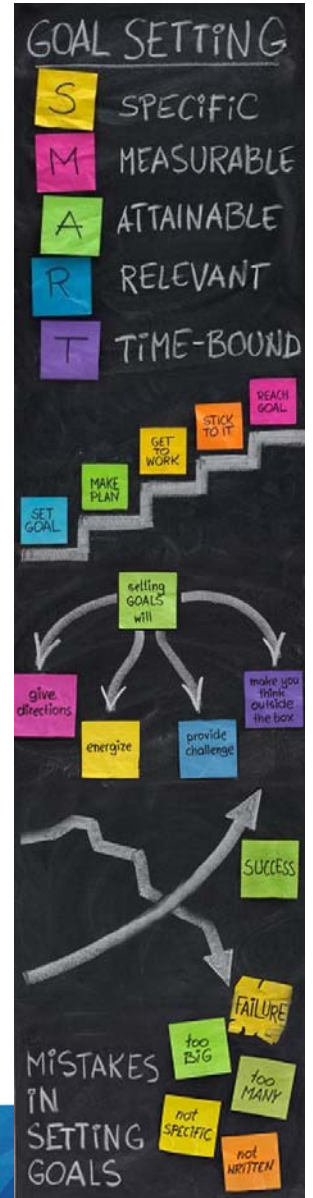 GOAL SETTING
S SPECIFIC
M MEASURABLE
A ATTAINABLE
R RELEVANT
T TIME-BOUND
REACH
GOAL
STICK
TO IT
GET
TO
WORK
MAKE
PLAN
SET
GOAL
setting
GOALS
will
give
directions
energize
provide
challenge
make you
think
outside
the box
SUCCESS
FAILURE
MISTAKES
IN
SETTING
GOALS
too
BIG
too
MANY
not
SPECIFIC
not
WRITTEN